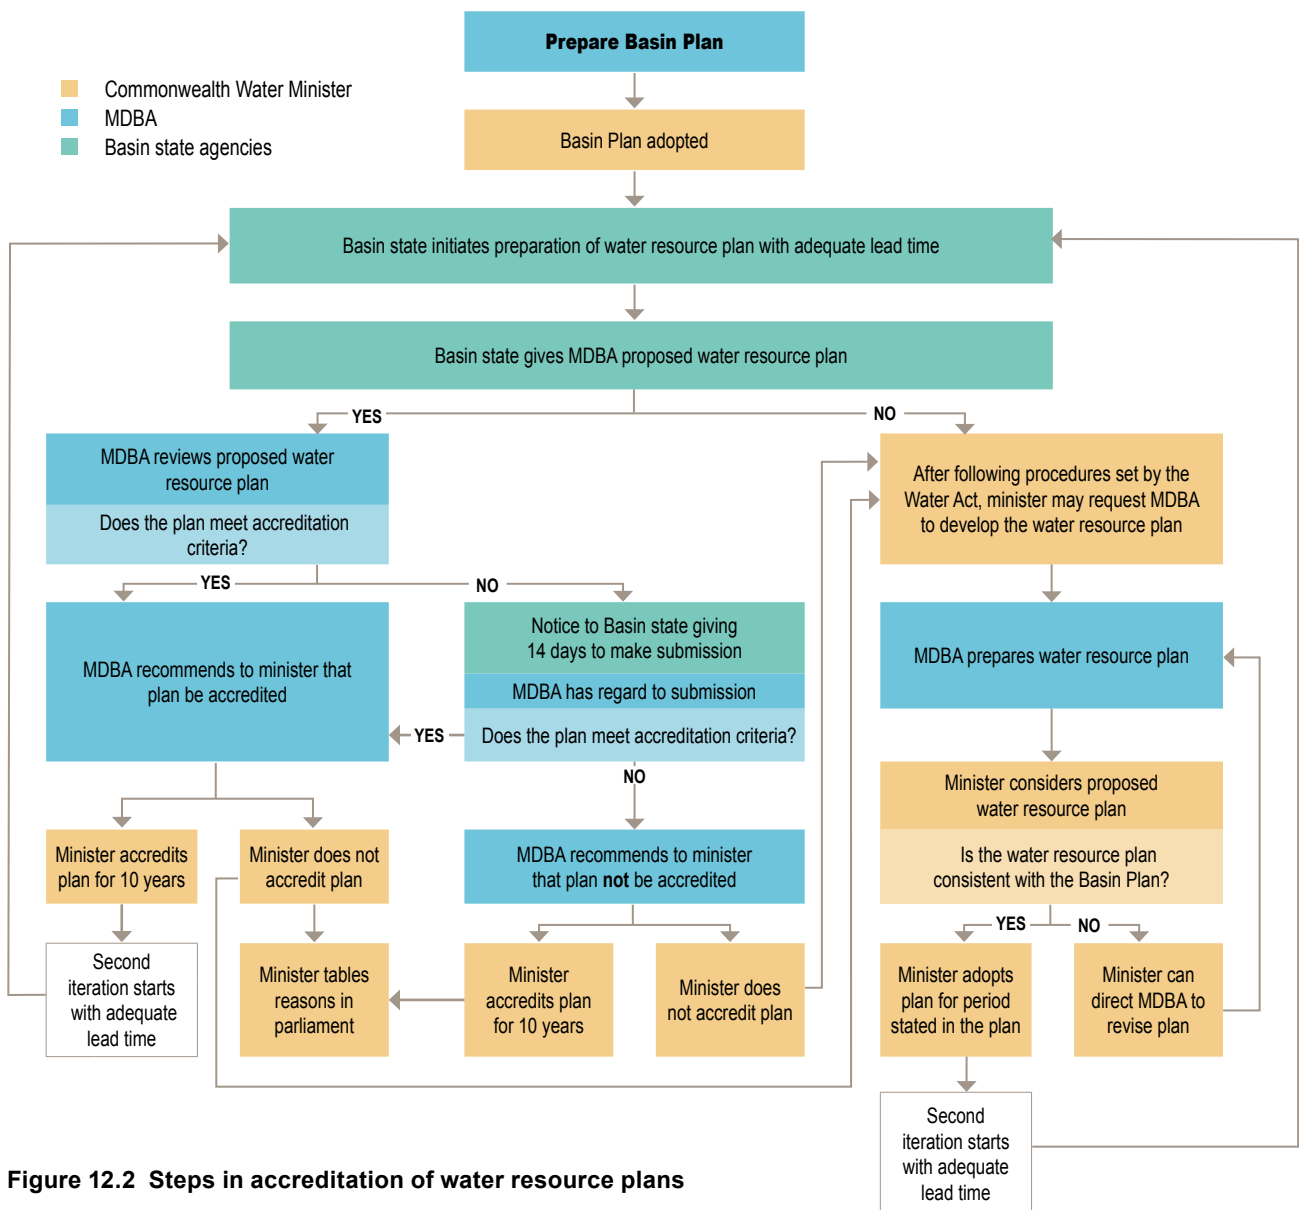 Prepare Basin Plan
Commonwealth Water Minister
MDBA
Basin state agencies
Basin Plan adopted
Basin state initiates preparation of water resource plan with adequate lead time
Basin state gives MDBA proposed water resource plan
YES
NO
MDBA reviews proposed water
resource plan
Does the plan meet accreditation
criteria?
After following procedures set by the
Water Act, minister may request MDBA
to develop the water resource plan
YES
NO
MDBA recommends to minister that
plan be accredited
Notice to Basin state giving
14 days to make submission
MDBA has regard to submission
YES
Does the plan meet accreditation criteria?
NO
MDBA prepares water resource plan
Minister considers proposed
water resource plan
Is the water resource plan
consistent with the Basin Plan?
YES
NO
Minister accredits
plan for 10 years
Minister does not
accredit plan
MDBA recommends to minister
that plan not be accredited
Second
iteration starts
with adequate
lead time
Minister tables
reasons in
parliament
Minister
accredits plan
for 10 years
Minister does
not accredit plan
Minister adopts
plan for period
stated in the plan
Minister can
direct MDBA to
revise plan
Second
iteration starts
with adequate
lead time
Figure 12.2 Steps in accreditation of water resource plans